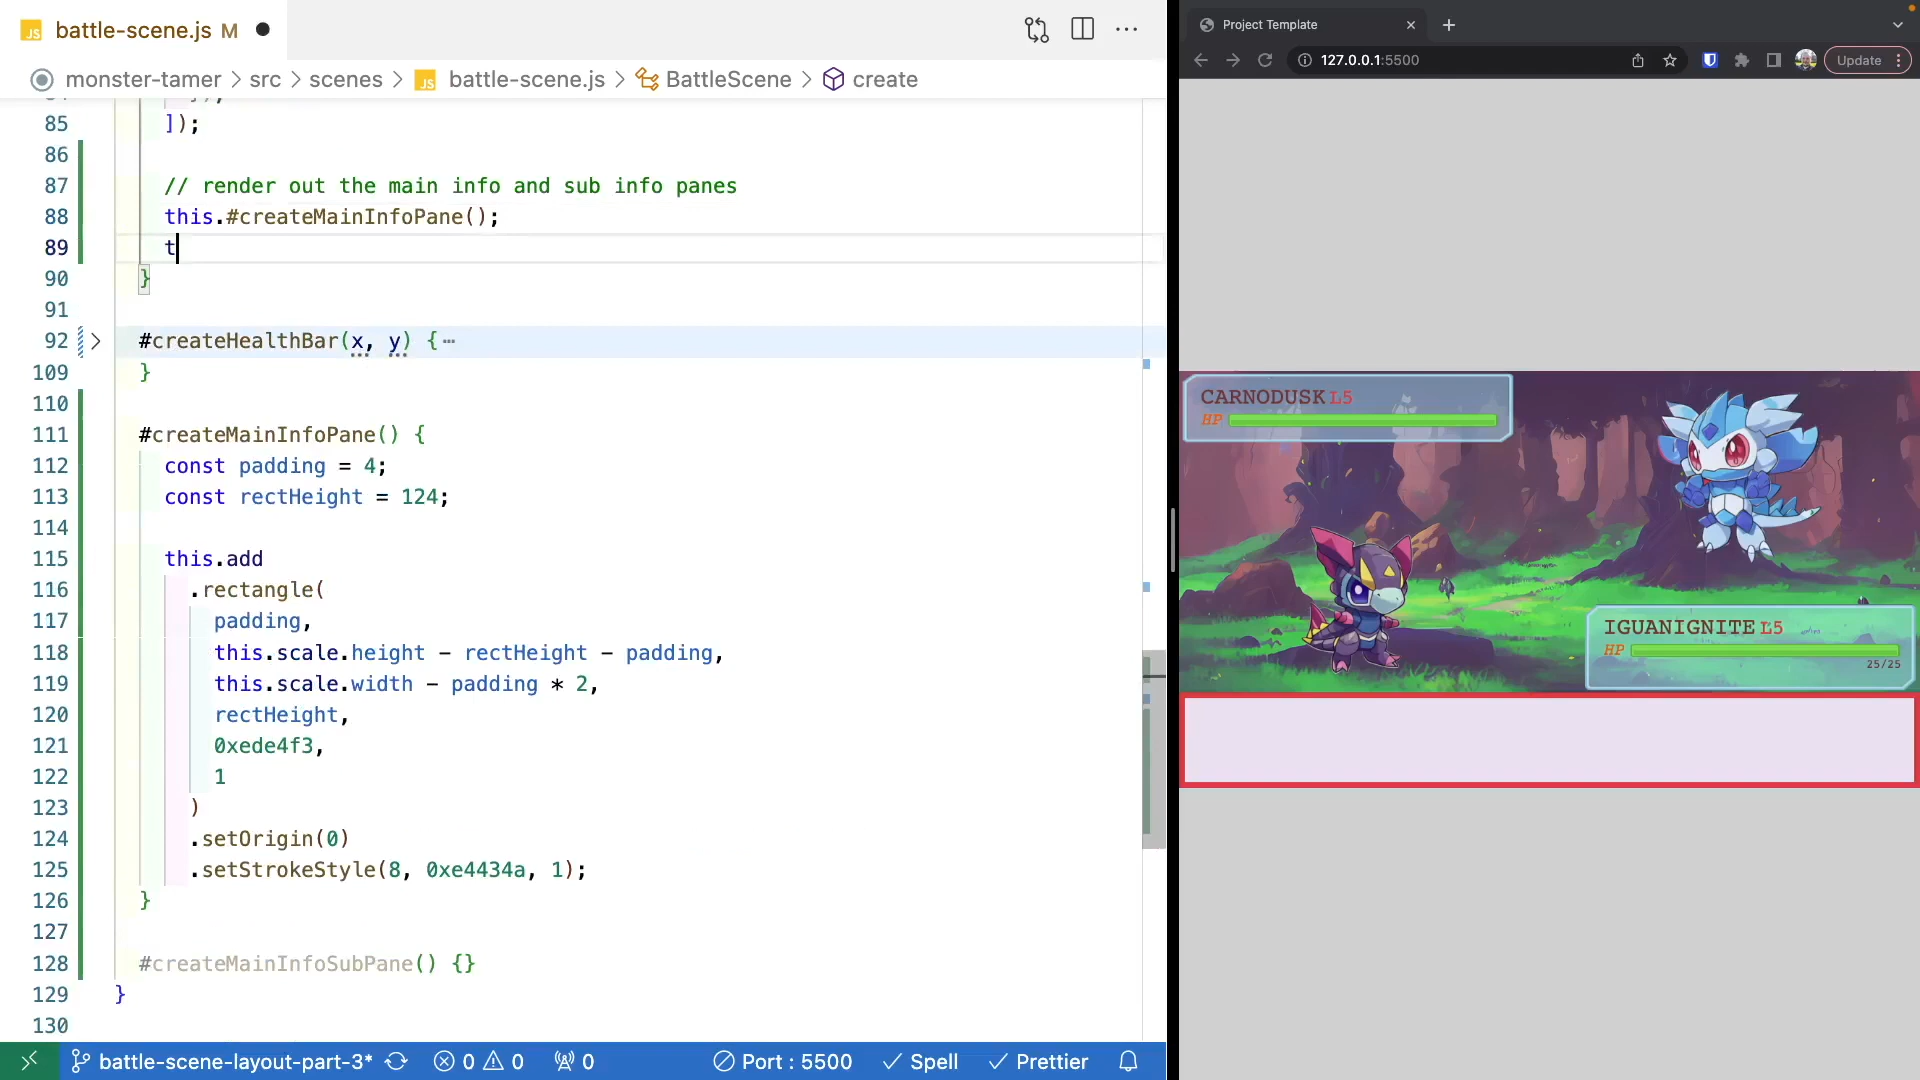 battle-scene.js M
monster-tamer > src > scenes > battle-scene.js > BattleScene > create
85 ]);
86
87 // render out the main info and sub info panes
88 this.#createMainInfoPane();
89 t
90 }
91
92 #createHealthBar(x, y) {⋯
109 }
110
111 #createMainInfoPane() {
112 const padding = 4;
113 const rectHeight = 124;
114
115 this.add
116 .rectangle(
117 padding,
118 this.scale.height - rectHeight - padding,
119 this.scale.width - padding * 2,
120 rectHeight,
121 0xede4f3,
122 1
123 )
124 .setOrigin(0)
125 .setStrokeStyle(8, 0xe4434a, 1);
126 }
127
128 #createMainInfoSubPane() {}
129 }
130
battle-scene-layout-part-3* 0 0 0 Port : 5500 Spell Prettier
Project Template
127.0.0.1:5500 Update
CARNODUSK L5
HP
IGUANIGNITE L5
HP
25/25